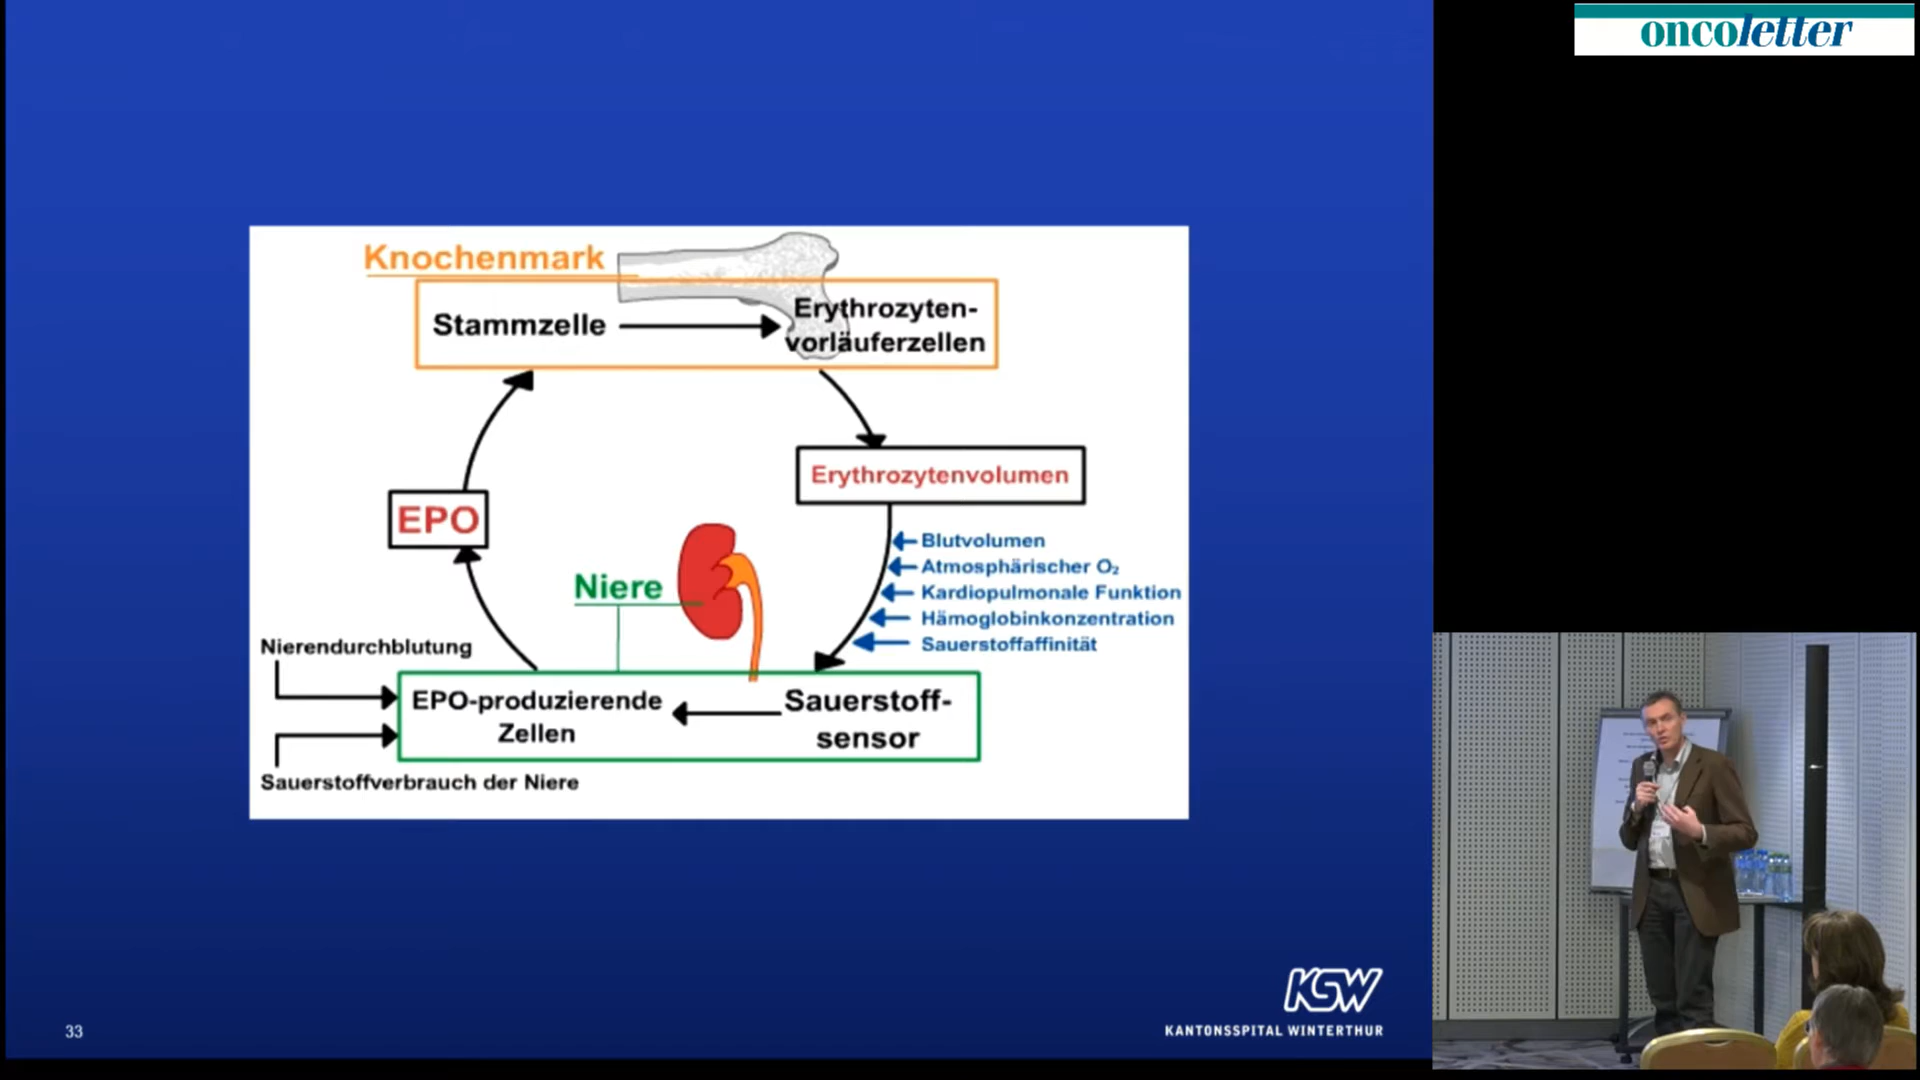 oncoletter
Knochenmark
Stammzelle
Erythrozyten-
vorläuferzellen
Erythrozytenvolumen
EPO
Blutvolumen
Atmosphärischer O₂
Kardiopulmonale Funktion
Hämoglobinkonzentration
Sauerstoffaffinität
Niere
Nierendurchblutung
EPO-produzierende
Zellen
Sauerstoff-
sensor
Sauerstoffverbrauch der Niere
KSW
KANTONSSPITAL WINTERTHUR
33